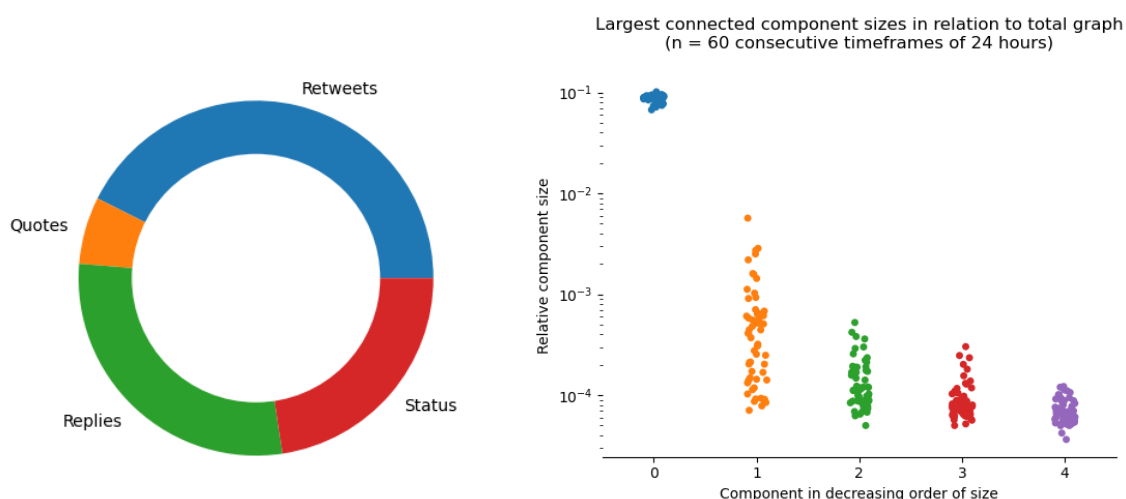 Retweets
Quotes
Replies
Status
Largest connected component sizes in relation to total graph
(n = 60 consecutive timeframes of 24 hours)
Relative component size
10⁻¹
10⁻²
10⁻³
10⁻⁴
0 1 2 3 4
Component in decreasing order of size